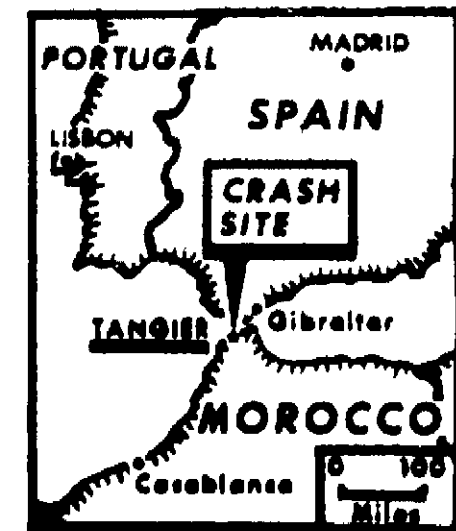 PORTUGAL
MADRID
SPAIN
LISBON
CRASH
SITE
TANGIER
Gibraltar
MOROCCO
Casablanca
0 100
Miles